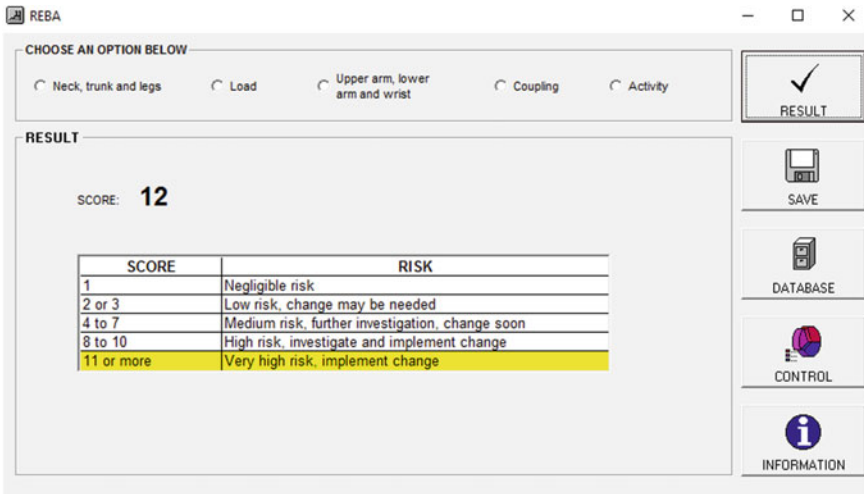 REBA
CHOOSE AN OPTION BELOW
Neck, trunk and legs
Load
Upper arm, lower
arm and wrist
Coupling
Activity
RESULT
SCORE: 12
SCORE RISK
1 Negligible risk
2 or 3 Low risk, change may be needed
4 to 7 Medium risk, further investigation, change soon
8 to 10 High risk, investigate and implement change
11 or more Very high risk, implement change
RESULT
SAVE
DATABASE
CONTROL
INFORMATION